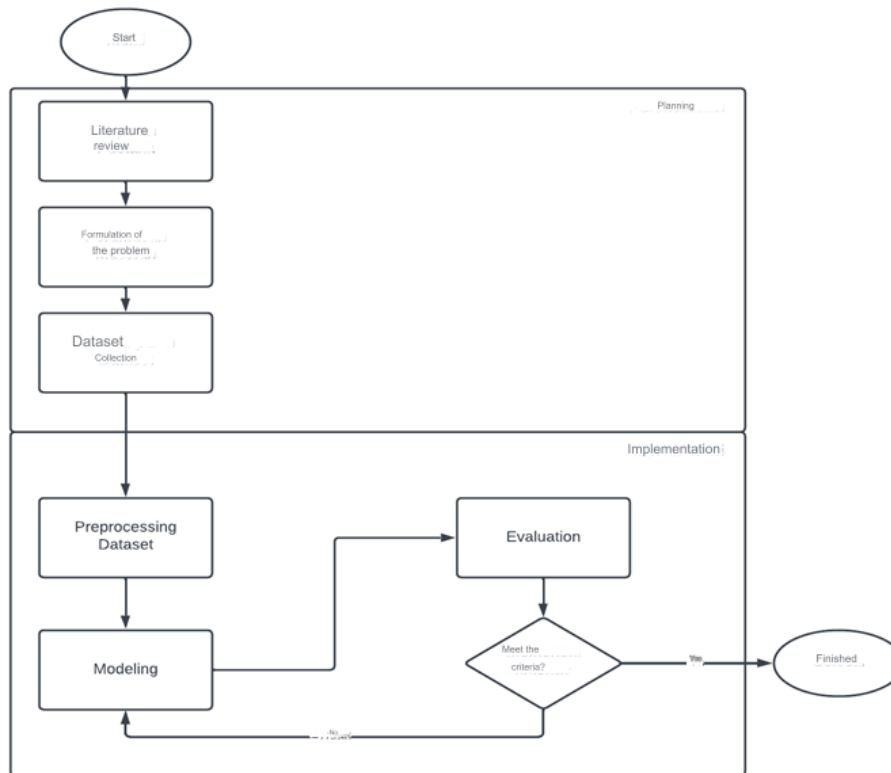 Start
Planning
Literature
review
Formulation of
the problem
Dataset
Collection
Implementation
Preprocessing
Dataset
Evaluation
Modeling
Meet the
criteria?
Yes
Finished
No